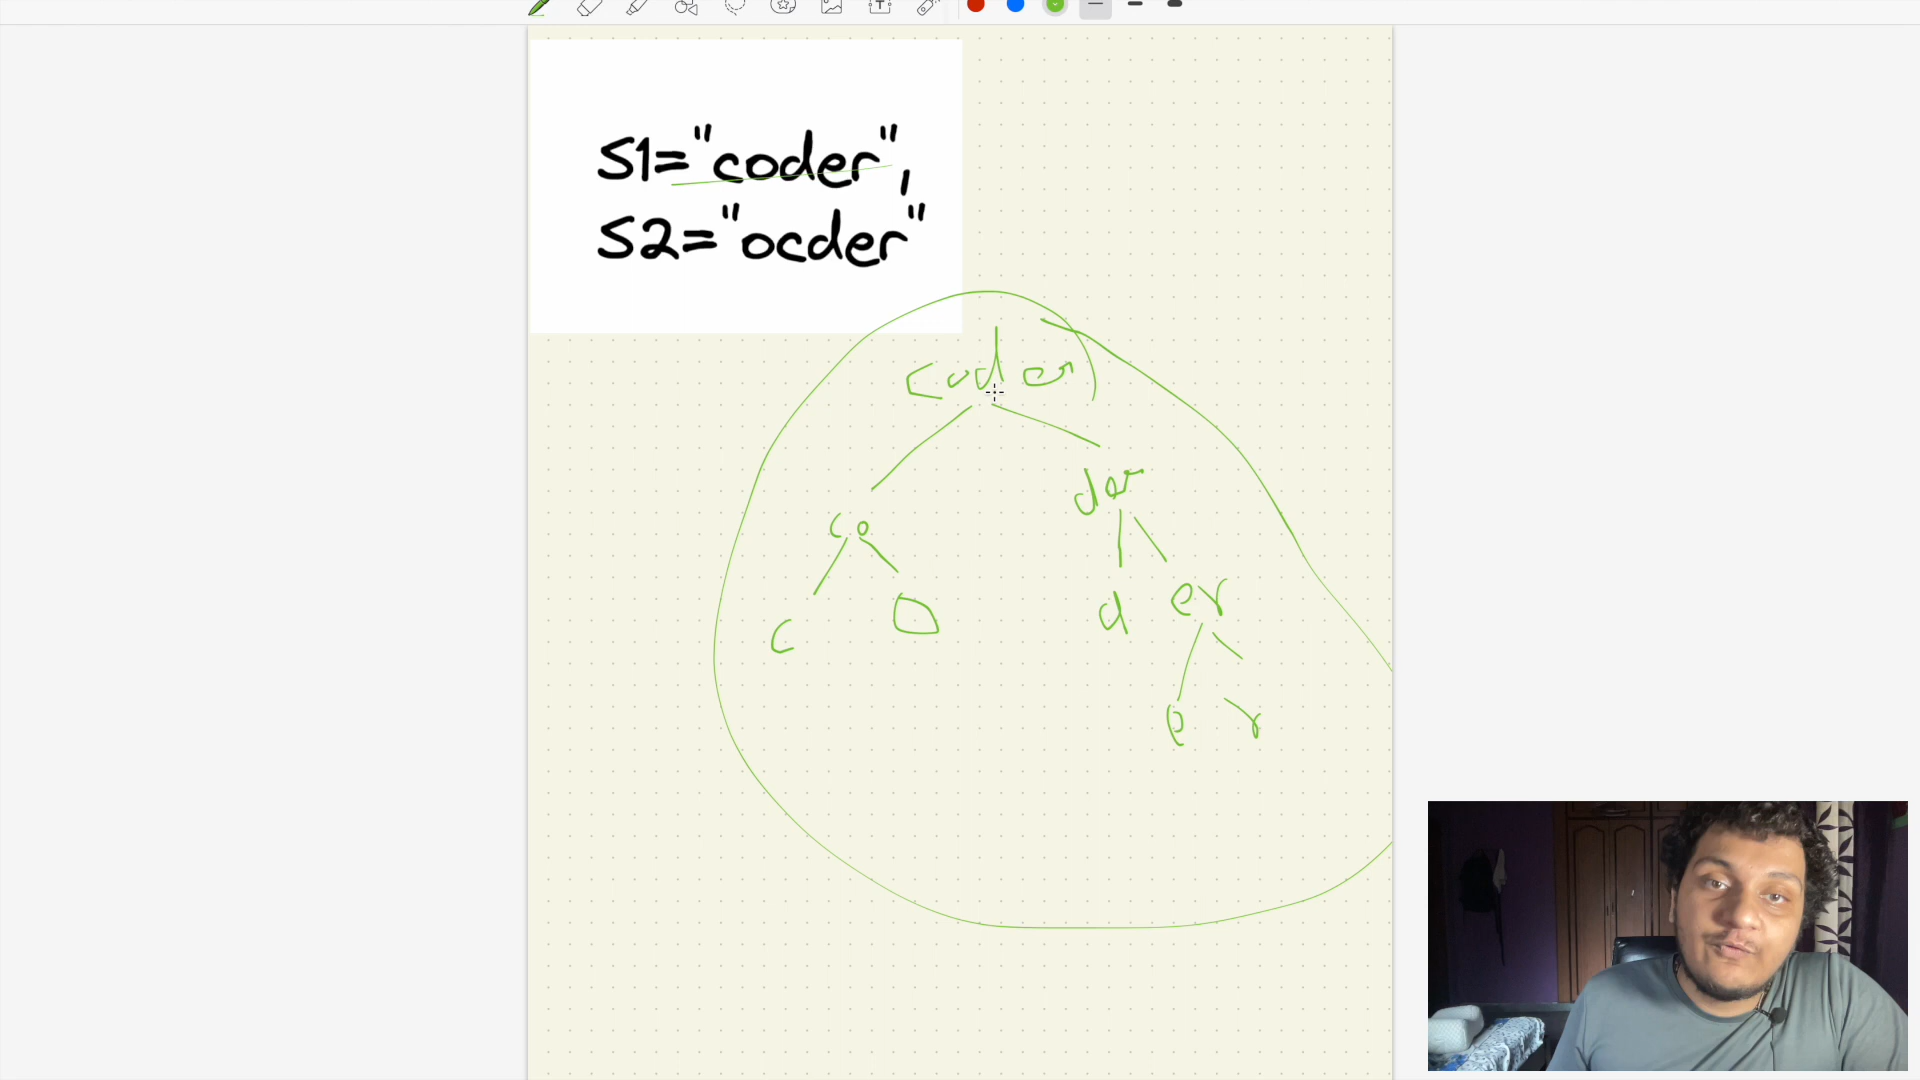 S1="coder",
S2="ocder"
coder
co
der
c
o
d
er
e
r